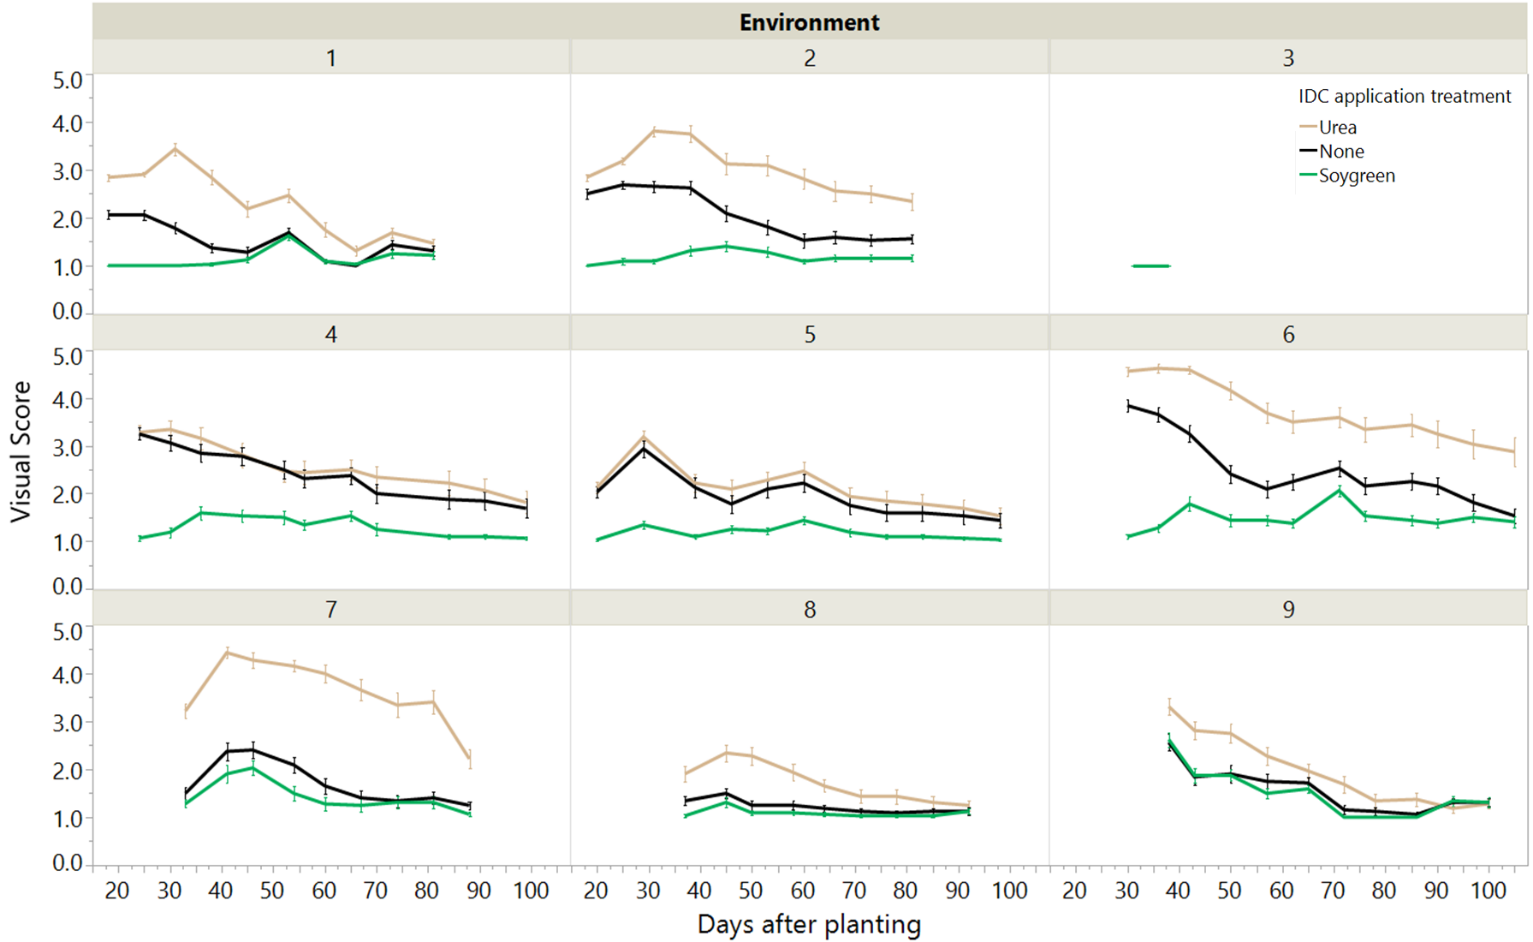 Environment
1 2 3
5.0
4.0
3.0
2.0
1.0
0.0
IDC application treatment
Urea
None
Soygreen
4 5 6
5.0
4.0
3.0
2.0
1.0
0.0
Visual Score
7 8 9
5.0
4.0
3.0
2.0
1.0
0.0
20 30 40 50 60 70 80 90 100 20 30 40 50 60 70 80 90 100 20 30 40 50 60 70 80 90 100
Days after planting